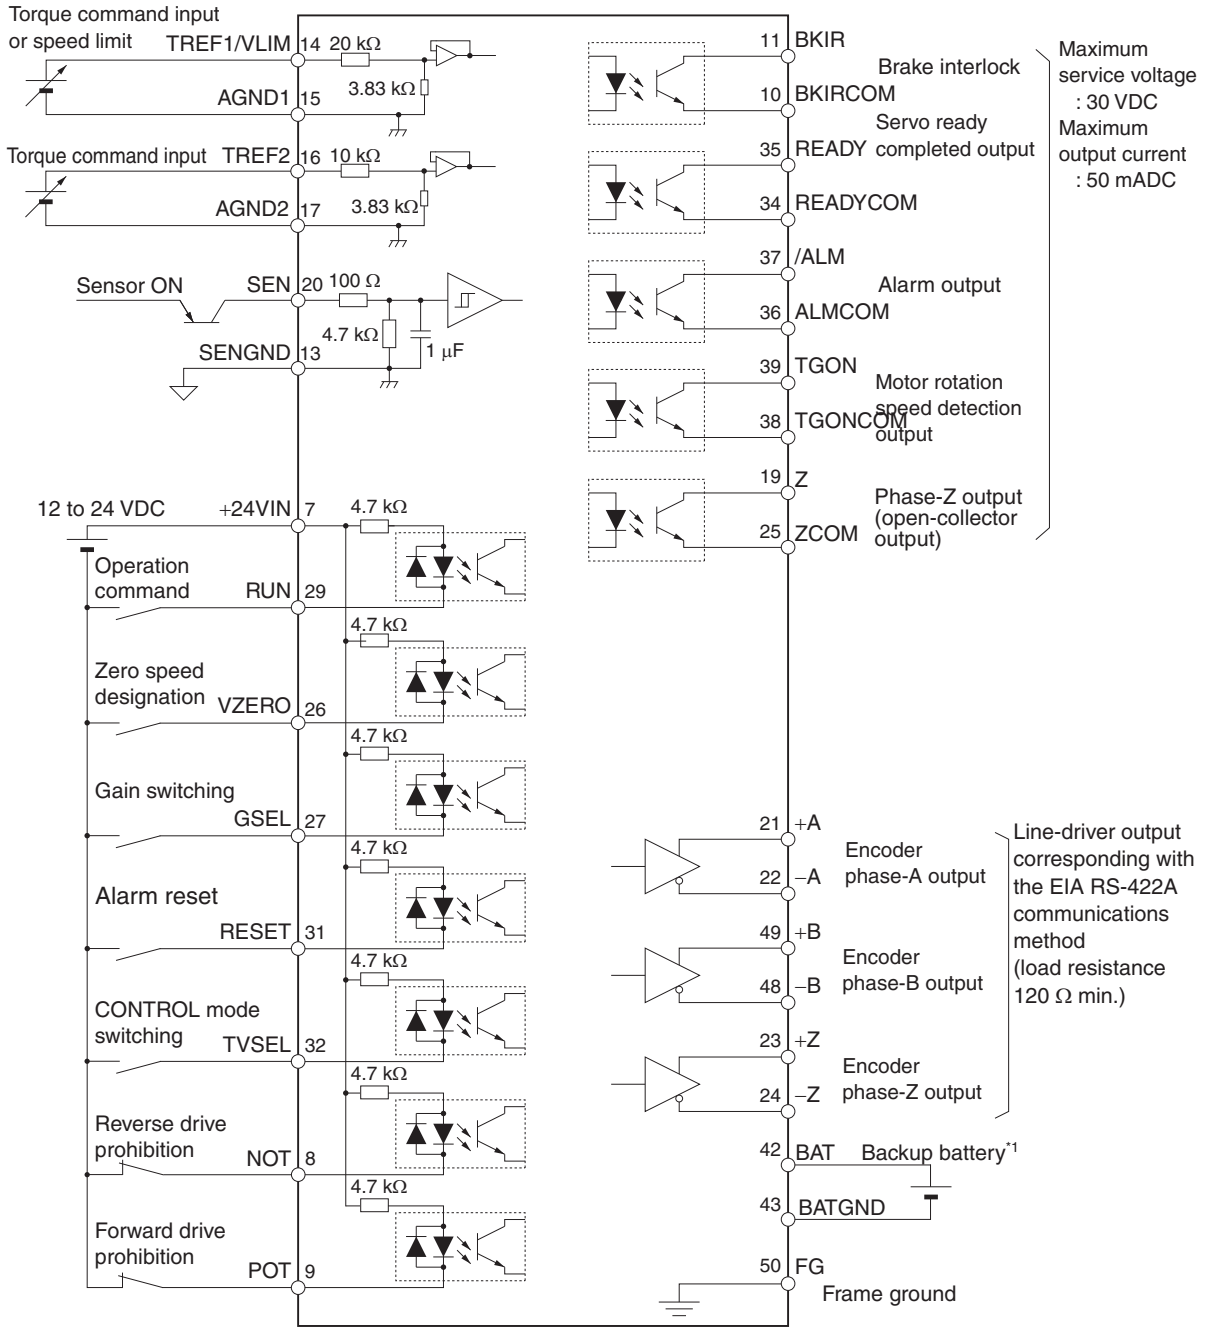 Torque command input
or speed limit
TREF1/VLIM 14 20 kΩ
3.83 kΩ
AGND1 15
Torque command input TREF2 16 10 kΩ
3.83 kΩ
AGND2 17
Sensor ON SEN 20 100 Ω
4.7 kΩ
1 μF
SENGND 13
12 to 24 VDC +24VIN 7 4.7 kΩ
Operation
command
RUN 29
4.7 kΩ
Zero speed
designation
VZERO 26
4.7 kΩ
Gain switching
GSEL 27
4.7 kΩ
Alarm reset
RESET 31
4.7 kΩ
CONTROL mode
switching
TVSEL 32
4.7 kΩ
Reverse drive
prohibition
NOT 8
4.7 kΩ
Forward drive
prohibition
POT 9
11 BKIR
Brake interlock
10 BKIRCOM
Servo ready
completed output
35 READY
34 READYCOM
37 /ALM
Alarm output
36 ALMCOM
39 TGON
Motor rotation
speed detection
output
38 TGONCOM
19 Z
Phase-Z output
(open-collector
output)
25 ZCOM
Maximum
service voltage
: 30 VDC
Maximum
output current
: 50 mADC
21 +A
Encoder
phase-A output
22 −A
49 +B
Encoder
phase-B output
48 −B
23 +Z
Encoder
phase-Z output
24 −Z
Line-driver output
corresponding with
the EIA RS-422A
communications
method
(load resistance
120 Ω min.)
42 BAT Backup battery*1
43 BATGND
50 FG
Frame ground